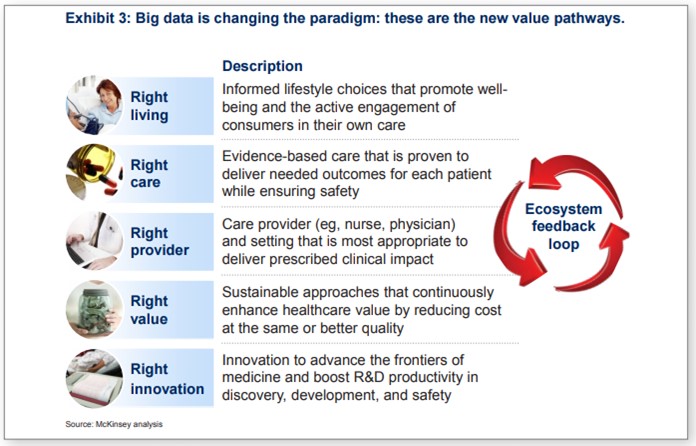 Exhibit 3: Big data is changing the paradigm: these are the new value pathways.
Description
Right
living
Informed lifestyle choices that promote well-
being and the active engagement of
consumers in their own care
Right
care
Evidence-based care that is proven to
deliver needed outcomes for each patient
while ensuring safety
Right
provider
Care provider (eg, nurse, physician)
and setting that is most appropriate to
deliver prescribed clinical impact
Right
value
Sustainable approaches that continuously
enhance healthcare value by reducing cost
at the same or better quality
Right
innovation
Innovation to advance the frontiers of
medicine and boost R&D productivity in
discovery, development, and safety
Ecosystem
feedback
loop
Source: McKinsey analysis